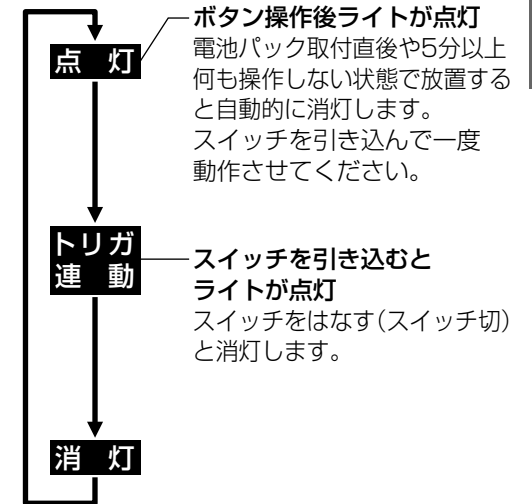 点 灯
ボタン操作後ライトが点灯
電池パック取付直後や5分以上
何も操作しない状態で放置する
と自動的に消灯します。
スイッチを引き込んで一度
動作させてください。
トリガ
連 動
スイッチを引き込むと
ライトが点灯
スイッチをはなす(スイッチ切)
と消灯します。
消 灯